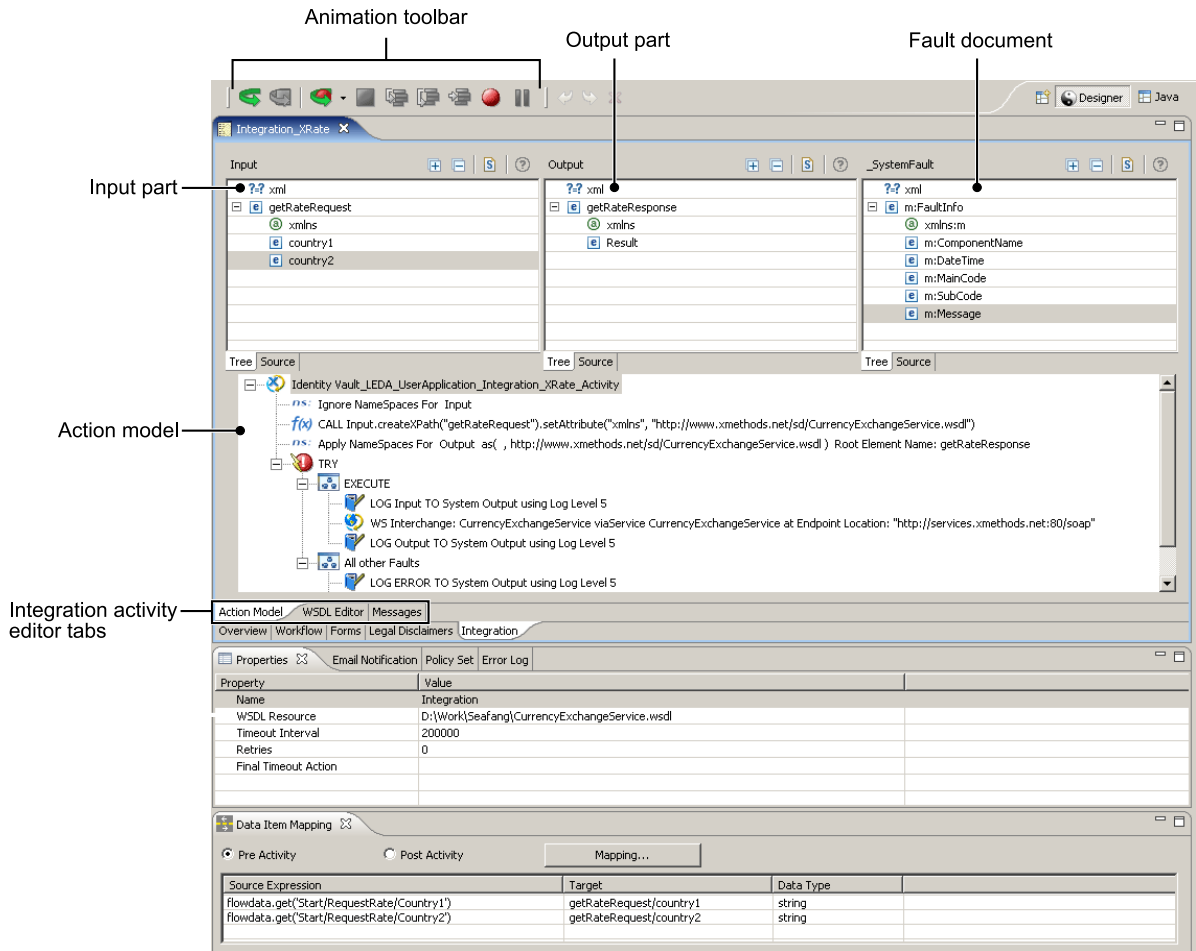 Animation toolbar
Output part
Fault document
Designer
Java
Integration_XRate
Input
Output
_SystemFault
Input part
?=? xml
getRateRequest
xmlns
country1
country2
?=? xml
getRateResponse
xmlns
Result
?=? xml
m:FaultInfo
xmlns:m
m:ComponentName
m:DateTime
m:MainCode
m:SubCode
m:Message
Tree Source
Tree Source
Tree Source
Action model
Identity Vault_LEDA_UserApplication_Integration_XRate_Activity
ns: Ignore NameSpaces For Input
f(x) CALL Input.createXPath("getRateRequest").setAttribute("xmlns", "http://www.xmethods.net/sd/CurrencyExchangeService.wsdl")
ns: Apply NameSpaces For Output as( , http://www.xmethods.net/sd/CurrencyExchangeService.wsdl ) Root Element Name: getRateResponse
TRY
EXECUTE
LOG Input TO System Output using Log Level 5
WS Interchange: CurrencyExchangeService viaService CurrencyExchangeService at Endpoint Location: "http://services.xmethods.net:80/soap"
LOG Output TO System Output using Log Level 5
All other Faults
LOG ERROR TO System Output using Log Level 5
Integration activity
editor tabs
Action Model WSDL Editor Messages
Overview Workflow Forms Legal Disclaimers Integration
Properties Email Notification Policy Set Error Log
Property Value
Name Integration
WSDL Resource D:\Work\Seafang\CurrencyExchangeService.wsdl
Timeout Interval 200000
Retries 0
Final Timeout Action
Data Item Mapping
Pre Activity Post Activity Mapping...
Source Expression Target Data Type
flowdata.get('Start/RequestRate/Country1') getRateRequest/country1 string
flowdata.get('Start/RequestRate/Country2') getRateRequest/country2 string